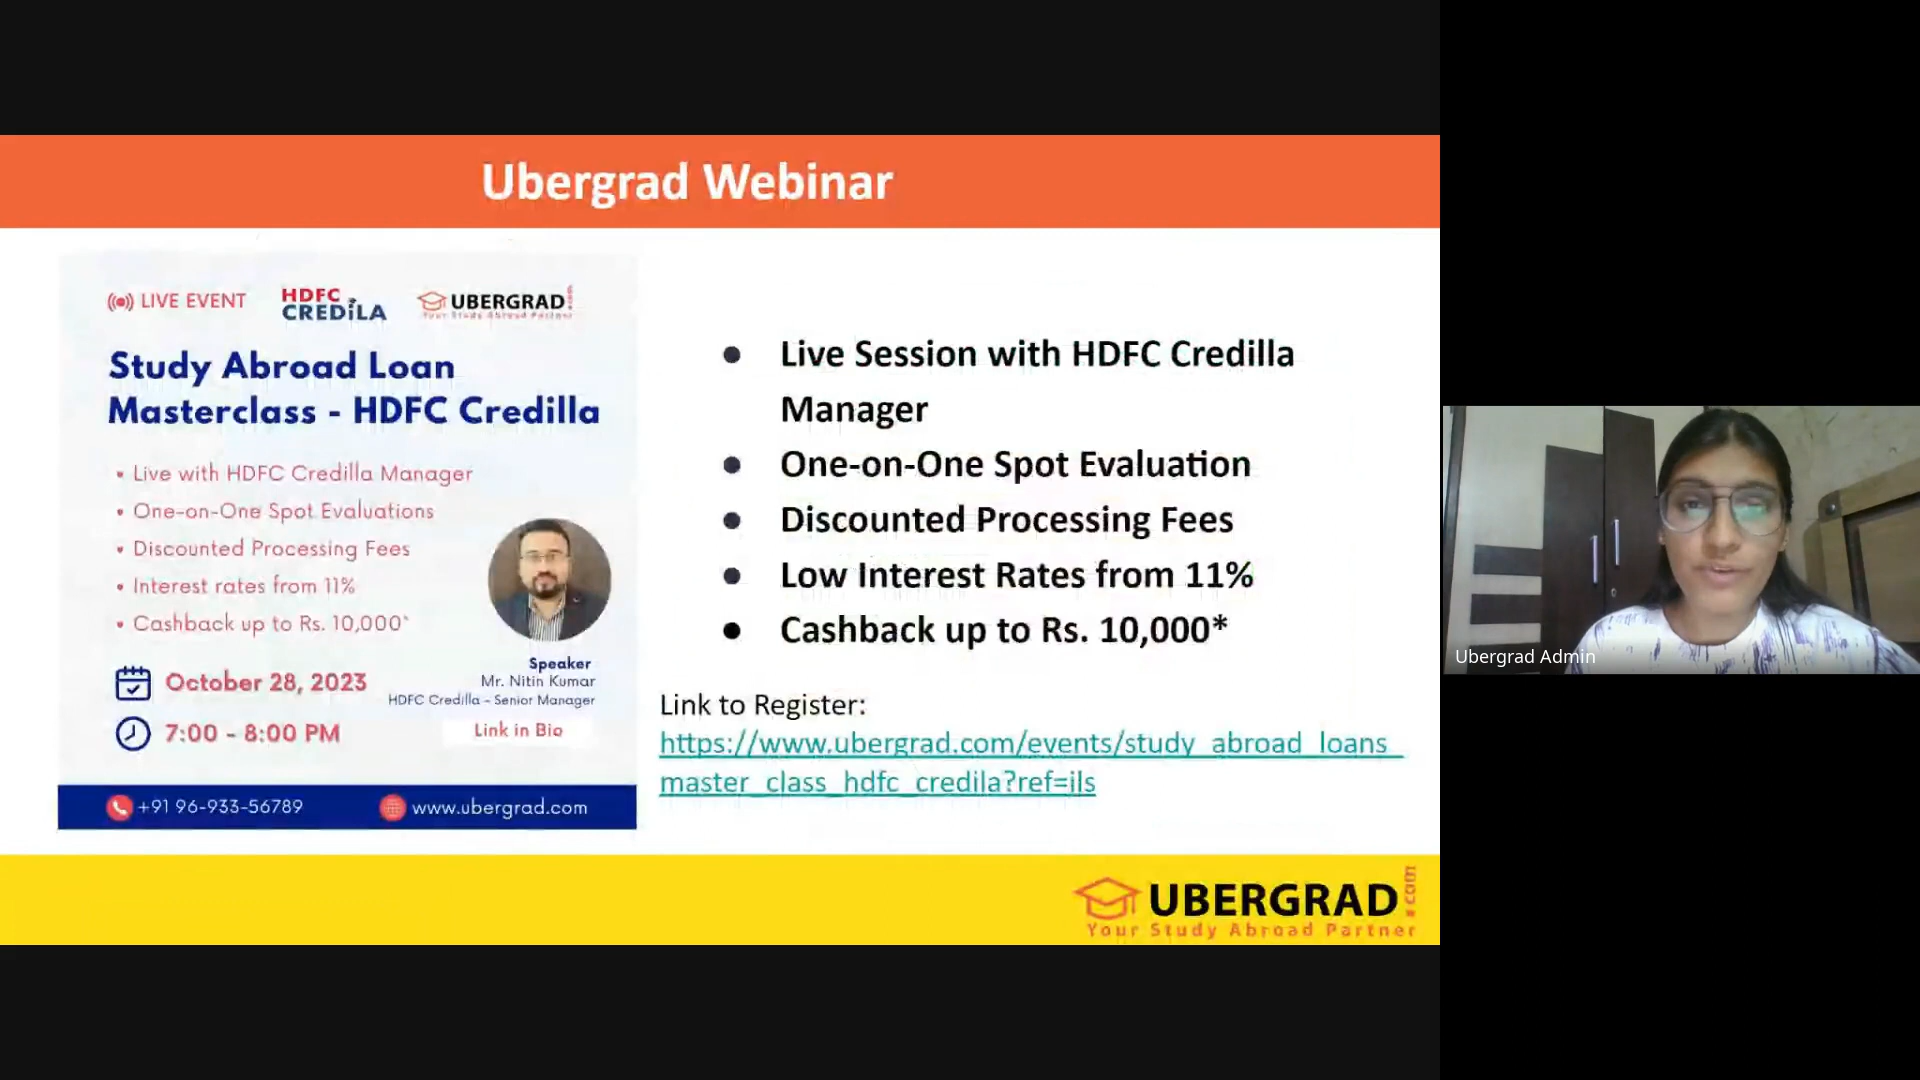 Ubergrad Webinar
LIVE EVENT
HDFC
CREDiLA
UBERGRAD.com
Your Study Abroad Partner
Study Abroad Loan
Masterclass - HDFC Credilla
• Live with HDFC Credilla Manager
• One-on-One Spot Evaluations
• Discounted Processing Fees
• Interest rates from 11%
• Cashback up to Rs. 10,000*
October 28, 2023
7:00 - 8:00 PM
Speaker
Mr. Nitin Kumar
HDFC Credilla - Senior Manager
Link in Bio
+91 96-933-56789
www.ubergrad.com
● Live Session with HDFC Credilla
Manager
● One-on-One Spot Evaluation
● Discounted Processing Fees
● Low Interest Rates from 11%
● Cashback up to Rs. 10,000*
Link to Register:
https://www.ubergrad.com/events/study_abroad_loans_
master_class_hdfc_credila?ref=ils
UBERGRAD.com
Your Study Abroad Partner
Ubergrad Admin